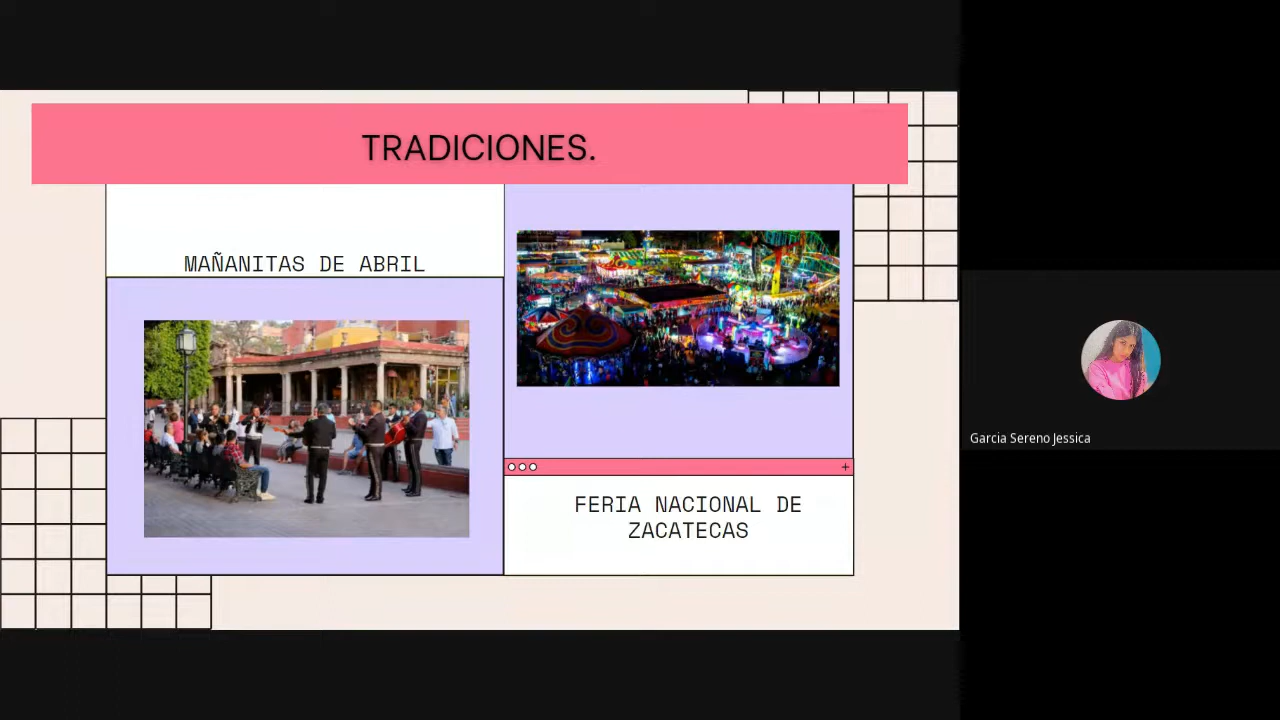 TRADICIONES.
MAÑANITAS DE ABRIL
FERIA NACIONAL DE
ZACATECAS
Garcia Sereno Jessica